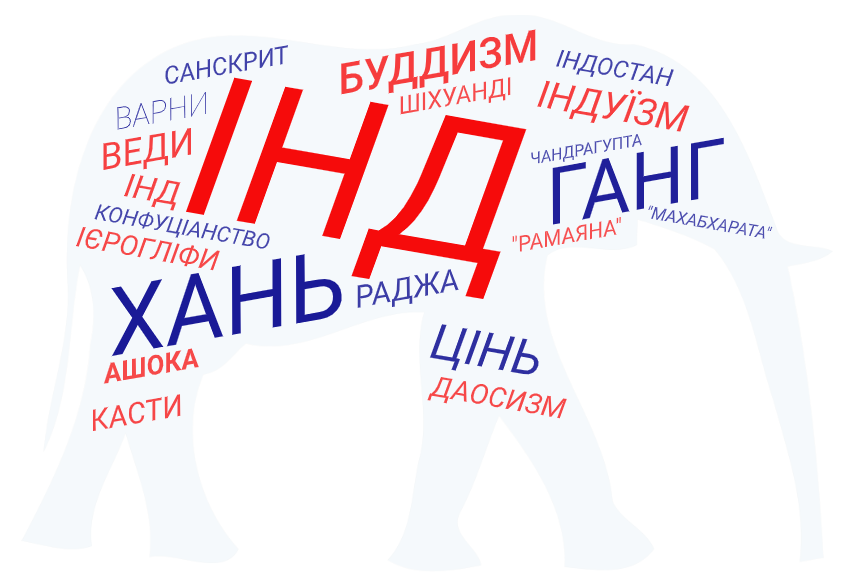 САНСКРИТ
БУДДИЗМ
ІНДОСТАН
ВАРНИ
ШІХУАНДІ
ІНДУЇЗМ
ВЕДИ
ІНД
ЧАНДРАГУПТА
ГАНГ
ІНД
КОНФУЦІАНСТВО
"МАХАБХАРАТА"
ІЄРОГЛІФИ
"РАМАЯНА"
ХАНЬ
РАДЖА
ЦІНЬ
АШОКА
ДАОСИЗМ
КАСТИ